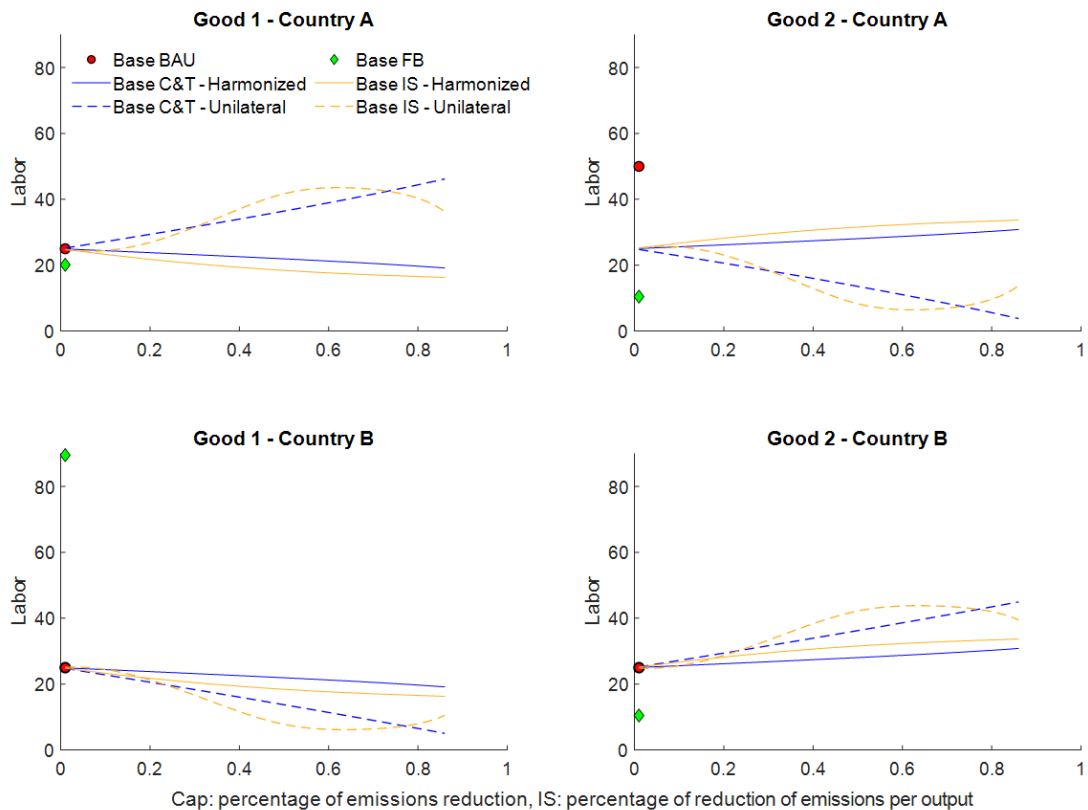 Good 1 - Country A
Good 2 - Country A
Base BAU
Base FB
Base C&T - Harmonized
Base IS - Harmonized
Base C&T - Unilateral
Base IS - Unilateral
Labor
80
60
40
20
0
0 0.2 0.4 0.6 0.8 1
Labor
80
60
40
20
0
0 0.2 0.4 0.6 0.8 1
Good 1 - Country B
Good 2 - Country B
Labor
80
60
40
20
0
0 0.2 0.4 0.6 0.8 1
Labor
80
60
40
20
0
0 0.2 0.4 0.6 0.8 1
Cap: percentage of emissions reduction, IS: percentage of reduction of emissions per output